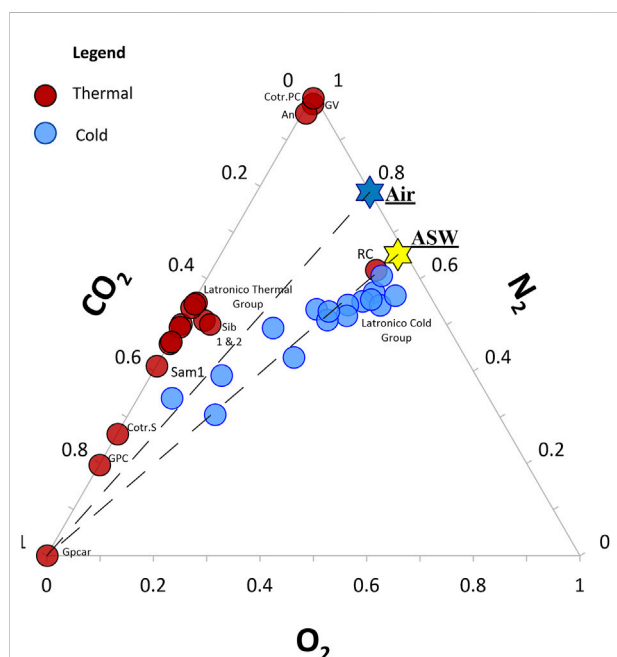 Legend
Thermal
Cold
0 1
Cotr.PC
GV
An
0.2
0.8
Air
ASW
RC
CO2
0.4
0.6
N2
Latronico Thermal
Group
Sib
1 & 2
Latronico Cold
Group
0.6
Sam1
0.4
Cotr.S
0.8
GPC
0.2
1
Gpcar
0
0 0.2 0.4 0.6 0.8 1
O2